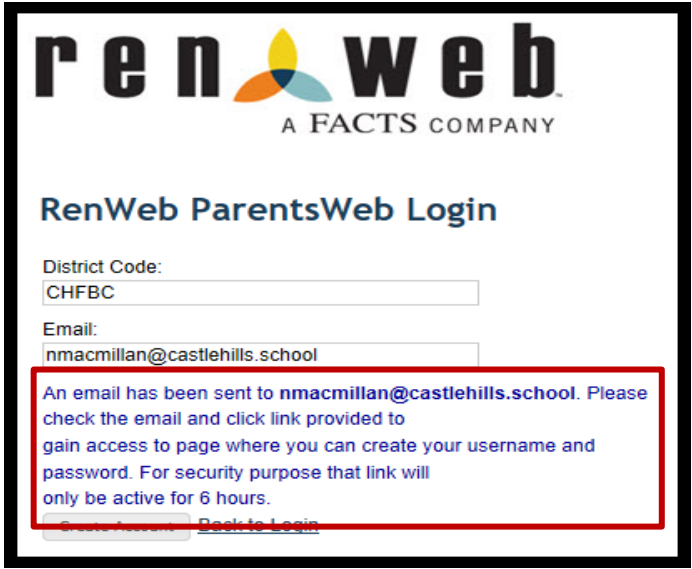 ren web™
A FACTS COMPANY
RenWeb ParentsWeb Login
District Code:
CHFBC
Email:
nmacmillan@castlehills.school
An email has been sent to nmacmillan@castlehills.school. Please
check the email and click link provided to
gain access to page where you can create your username and
password. For security purpose that link will
only be active for 6 hours.
Create Account Back to Login